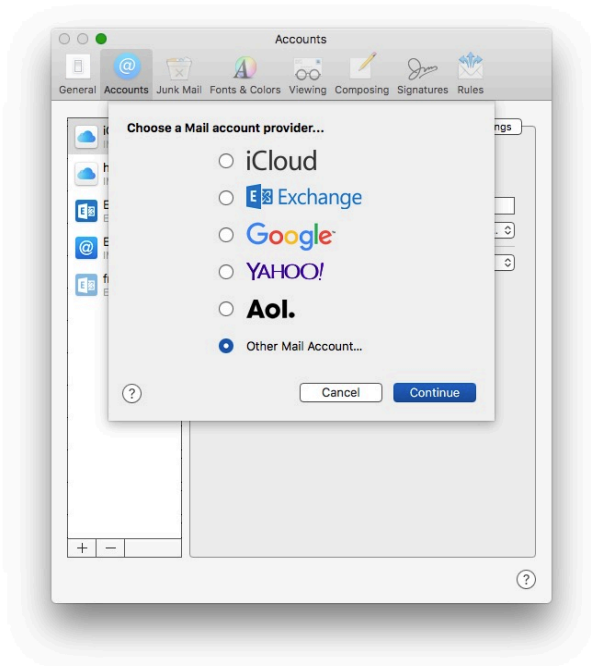 Accounts
General Accounts Junk Mail Fonts & Colors Viewing Composing Signatures Rules
Choose a Mail account provider...
iCloud
Exchange
Google
YAHOO!
Aol.
Other Mail Account...
? Cancel Continue
+ −
?